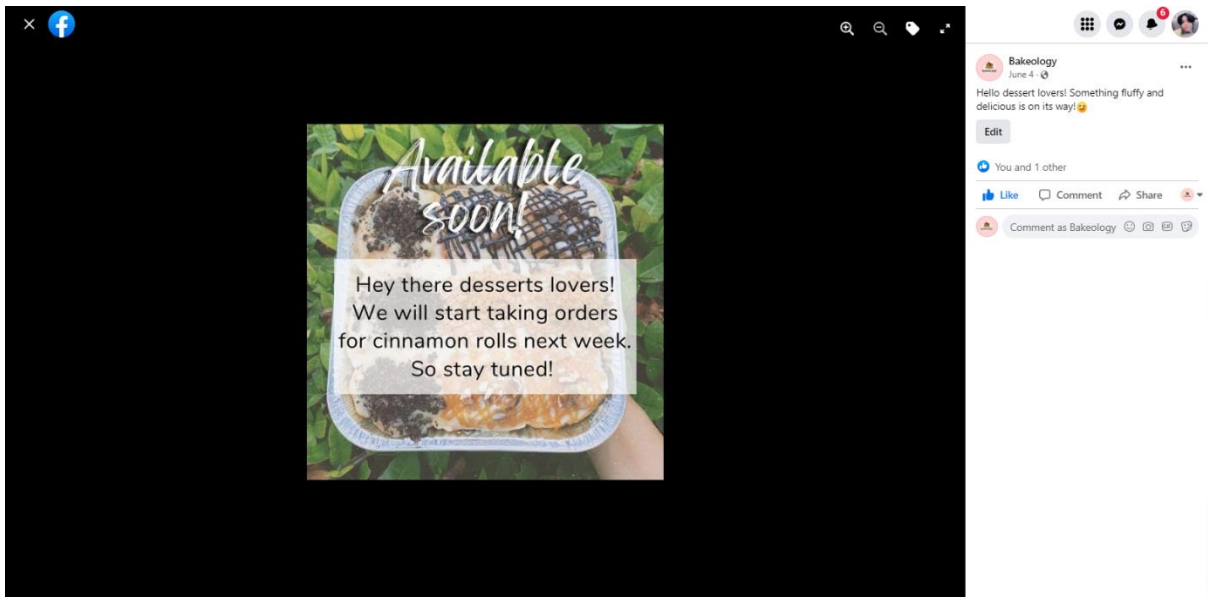 6
Bakeology
June 4
Hello dessert lovers! Something fluffy and
delicious is on its way!😉
Edit
You and 1 other
Like Comment Share
Comment as Bakeology
Available
soon!
Hey there desserts lovers!
We will start taking orders
for cinnamon rolls next week.
So stay tuned!